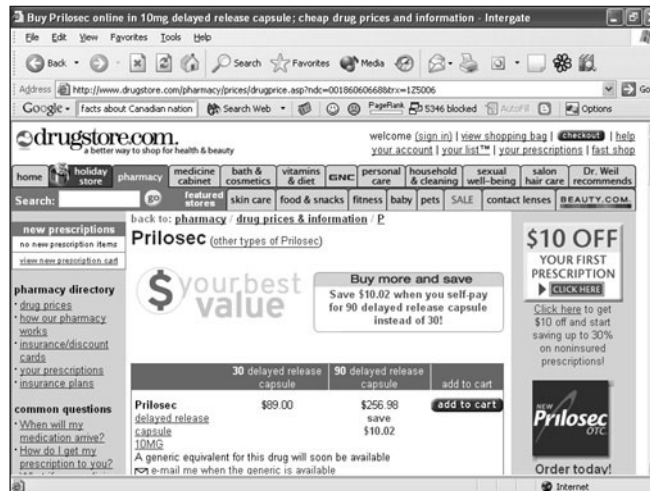 Buy Prilosec online in 10mg delayed release capsule; cheap drug prices and information - Intergate
File Edit View Favorites Tools Help
Back Search Favorites Media
Address http://www.drugstore.com/pharmacy/prices/drugprice.asp?ndc=00186060668&trx=1Z5006 Go
Google facts about Canadian nation Search Web PageRank 5346 blocked AutoFill Options
drugstore.com.
a better way to shop for health & beauty
welcome (sign in) | view shopping bag | checkout | help
your account | your list™ | your prescriptions | fast shop
home holiday store pharmacy medicine cabinet bath & cosmetics vitamins & diet GNC personal care household & cleaning sexual well-being salon hair care Dr. Weil recommends
Search: go featured stores skin care food & snacks fitness baby pets SALE contact lenses BEAUTY.COM
new prescriptions
no new prescription items
view new prescription cart
pharmacy directory
· drug prices
· how our pharmacy
works
· insurance/discount
cards
· your prescriptions
· insurance plans
common questions
· When will my
medication arrive?
· How do I get my
prescription to you?
back to: pharmacy / drug prices & information / P
Prilosec (other types of Prilosec)
$ your best
value
Buy more and save
Save $10.02 when you self-pay
for 90 delayed release capsule
instead of 30!
30 delayed release capsule 90 delayed release capsule add to cart
Prilosec $89.00 $256.98 add to cart
delayed release save
capsule $10.02
10MG
A generic equivalent for this drug will soon be available
e-mail me when the generic is available
$10 OFF
YOUR FIRST
PRESCRIPTION
CLICK HERE
Click here to get
$10 off and start
saving up to 30%
on noninsured
prescriptions!
NEW
Prilosec
OTC
Order today!
Internet